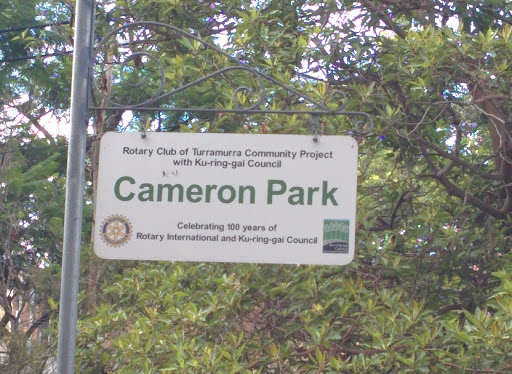 Rotary Club of Turramurra Community Project
with Ku-ring-gai Council
Cameron Park
Celebrating 100 years of
Rotary International and Ku-ring-gai Council